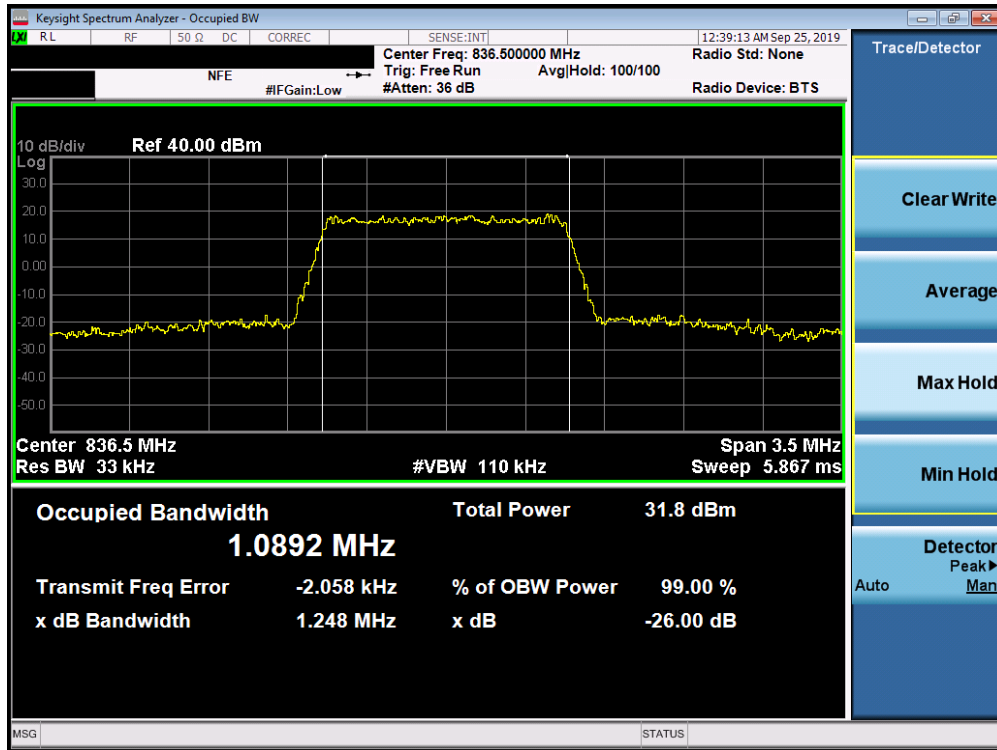 Keysight Spectrum Analyzer - Occupied BW
LXI RL RF 50 Ω DC CORREC SENSE:INT 12:39:13 AM Sep 25, 2019
Center Freq: 836.500000 MHz Radio Std: None
NFE Trig: Free Run Avg|Hold: 100/100
#IFGain:Low #Atten: 36 dB Radio Device: BTS
10 dB/div Ref 40.00 dBm
Log
30.0
20.0
10.0
0.00
-10.0
-20.0
-30.0
-40.0
-50.0
Center 836.5 MHz Span 3.5 MHz
Res BW 33 kHz #VBW 110 kHz Sweep 5.867 ms
Occupied Bandwidth Total Power 31.8 dBm
1.0892 MHz
Transmit Freq Error -2.058 kHz % of OBW Power 99.00 %
x dB Bandwidth 1.248 MHz x dB -26.00 dB
MSG STATUS
Trace/Detector
Clear Write
Average
Max Hold
Min Hold
Detector
Peak▶
Auto Man